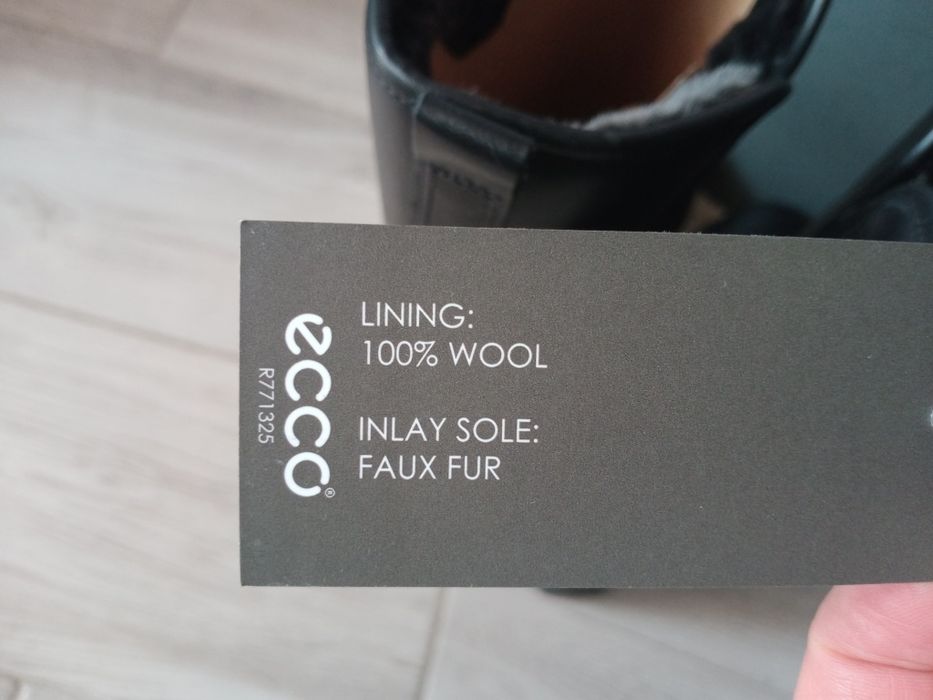 LINING:
100% WOOL
INLAY SOLE:
FAUX FUR
ecco®
R771325